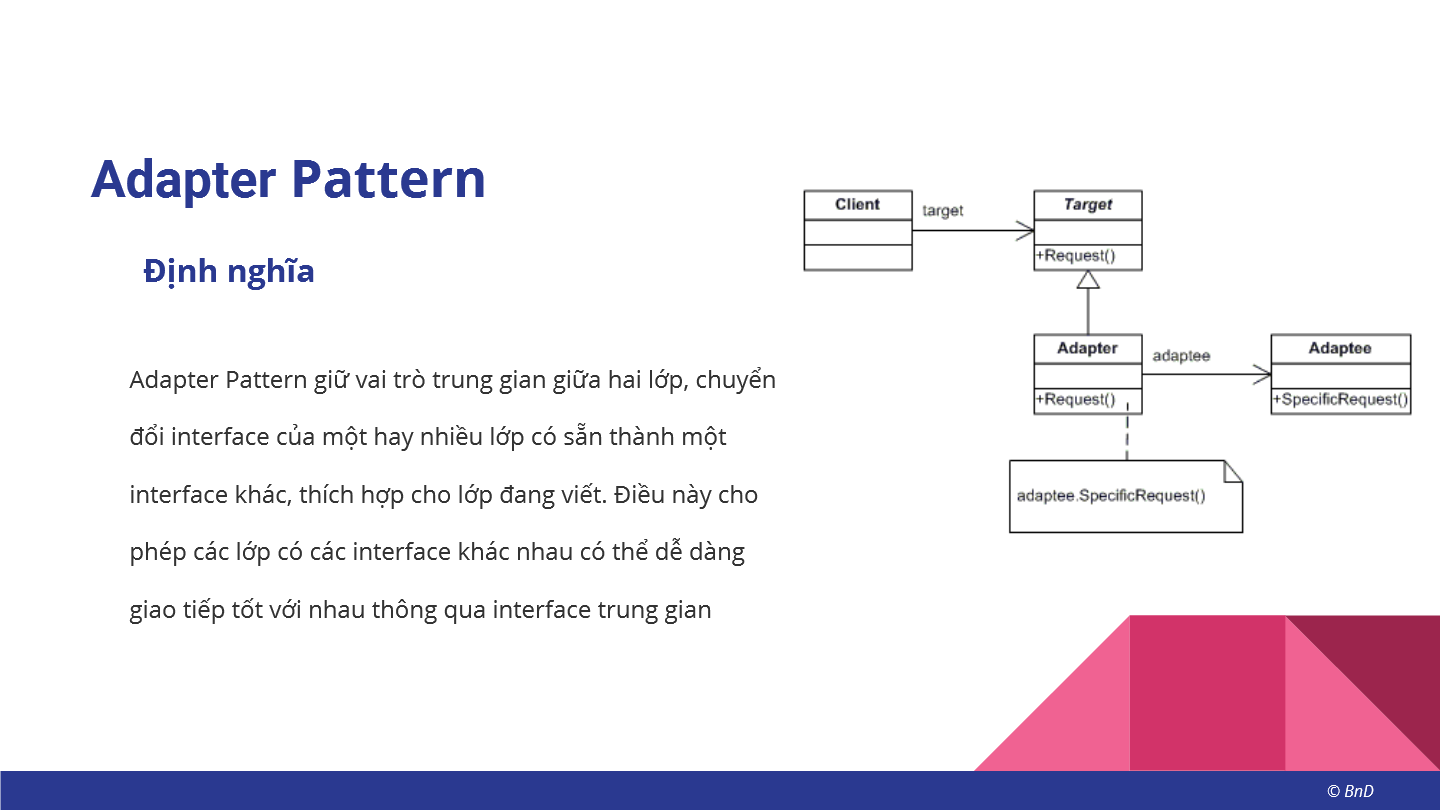 Adapter Pattern
Định nghĩa
Adapter Pattern giữ vai trò trung gian giữa hai lớp, chuyển
đổi interface của một hay nhiều lớp có sẵn thành một
interface khác, thích hợp cho lớp đang viết. Điều này cho
phép các lớp có các interface khác nhau có thể dễ dàng
giao tiếp tốt với nhau thông qua interface trung gian
Client
target
Target
+Request()
Adapter
+Request()
adaptee
Adaptee
+SpecificRequest()
adaptee.SpecificRequest()
© BnD